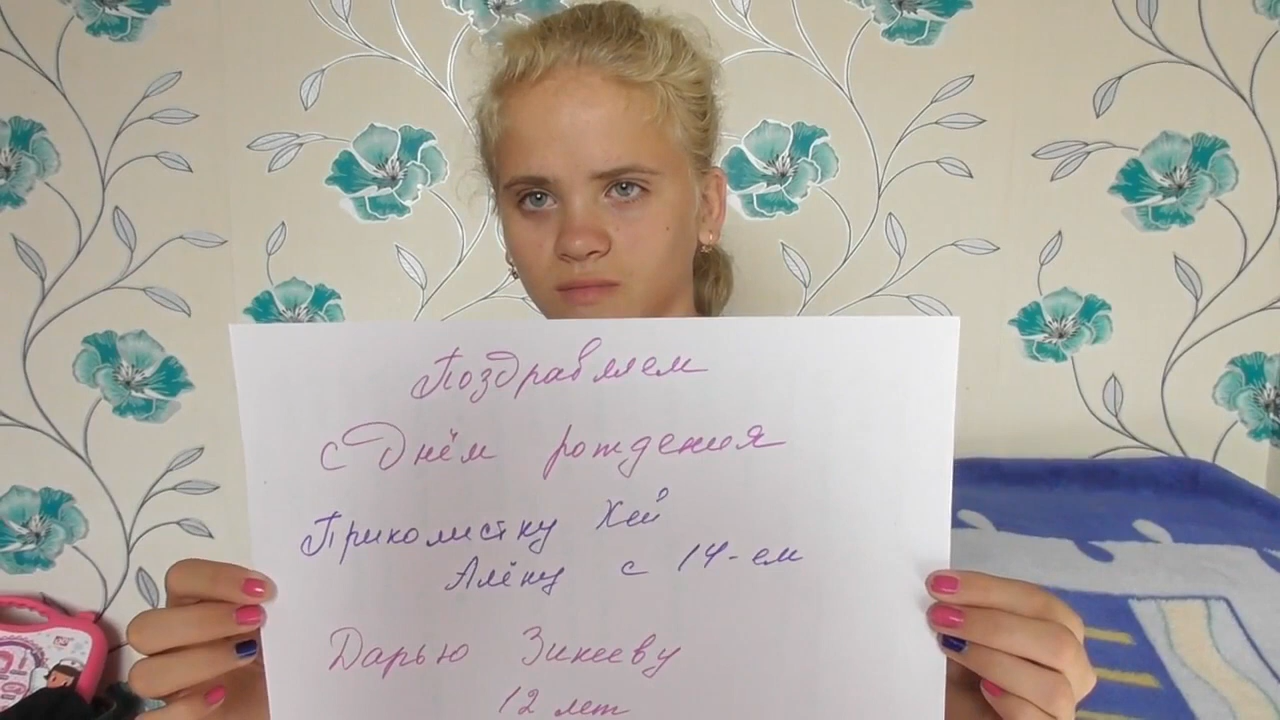 Поздравляем
с Днём рождения
Приколистку Хей
Алёну с 14-ем
Дарью Зикееву
12 лет